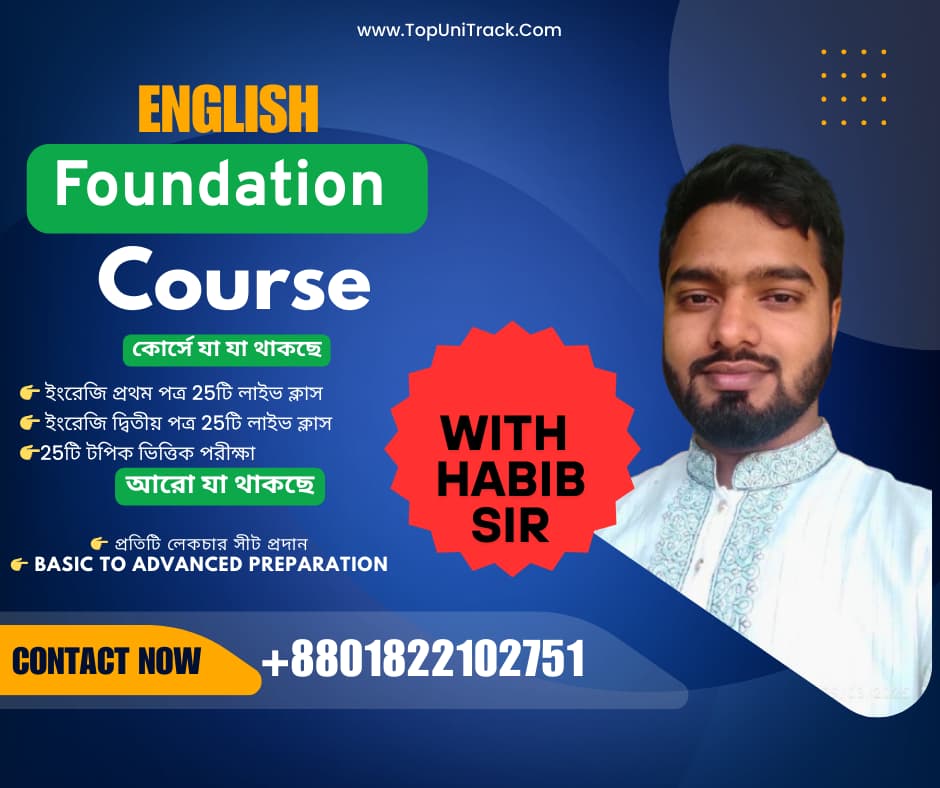 www.TopUniTrack.Com
ENGLISH
Foundation
Course
কোর্সে যা যা থাকছে
👉 ইংরেজি প্রথম পত্র 25টি লাইভ ক্লাস
👉 ইংরেজি দ্বিতীয় পত্র 25টি লাইভ ক্লাস
👉25টি টপিক ভিত্তিক পরীক্ষা
আরো যা থাকছে
👉 প্রতিটি লেকচার সীট প্রদান
👉 BASIC TO ADVANCED PREPARATION
WITH
HABIB
SIR
CONTACT NOW
+8801822102751